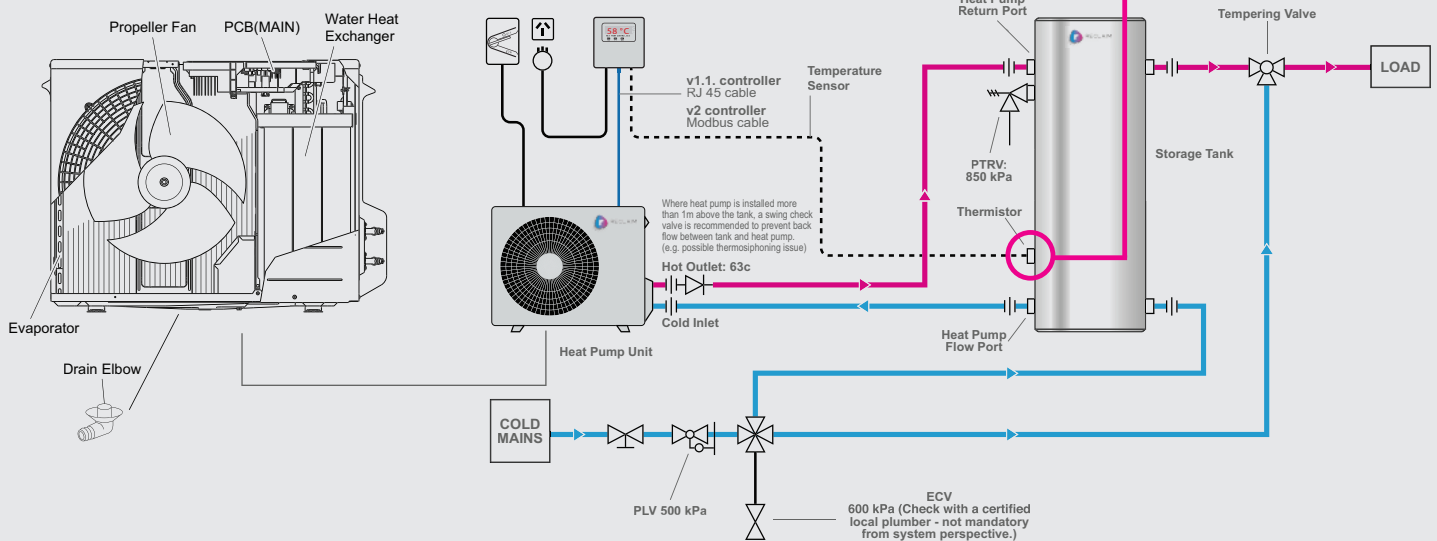 Propeller Fan
PCB(MAIN)
Water Heat
Exchanger
Evaporator
Drain Elbow
58 °C
v1.1. controller
RJ 45 cable
v2 controller
Modbus cable
Temperature
Sensor
Where heat pump is installed more
than 1m above the tank, a swing check
valve is recommended to prevent back
flow between tank and heat pump.
(e.g. possible thermosiphoning issue)
Hot Outlet: 63c
Cold Inlet
Heat Pump Unit
RECLAIM
Heat Pump
Return Port
RECLAIM
PTRV:
850 kPa
Thermistor
Storage Tank
Heat Pump
Flow Port
Tempering Valve
LOAD
COLD
MAINS
PLV 500 kPa
ECV
600 kPa (Check with a certified
local plumber - not mandatory
from system perspective.)